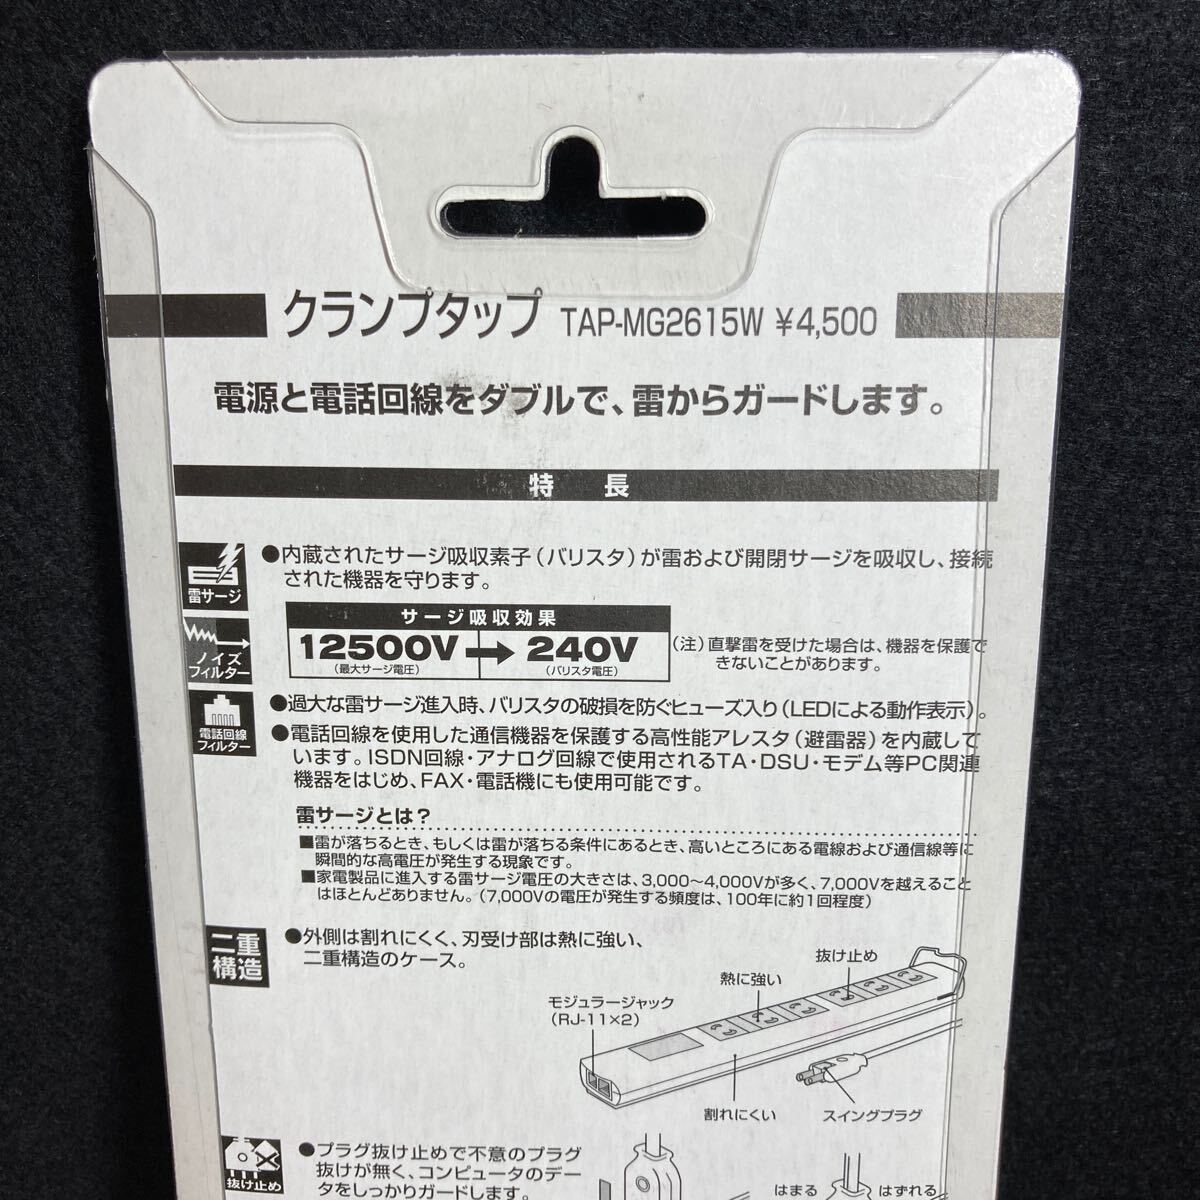 クランプタップ TAP-MG2615W ¥4,500
電源と電話回線をダブルで、雷からガードします。
特 長
雷サージ
●内蔵されたサージ吸収素子(バリスタ)が雷および開閉サージを吸収し、接続
された機器を守ります。
サージ吸収効果
12500V → 240V
(最大サージ電圧) (バリスタ電圧)
(注)直撃雷を受けた場合は、機器を保護で
きないことがあります。
ノイズ
フィルター
電話回線
フィルター
●過大な雷サージ進入時、バリスタの破損を防ぐヒューズ入り(LEDによる動作表示)。
●電話回線を使用した通信機器を保護する高性能アレスタ(避雷器)を内蔵して
います。ISDN回線・アナログ回線で使用されるTA・DSU・モデム等PC関連
機器をはじめ、FAX・電話機にも使用可能です。
雷サージとは?
■雷が落ちるとき、もしくは雷が落ちる条件にあるとき、高いところにある電線および通信線等に
瞬間的な高電圧が発生する現象です。
■家電製品に進入する雷サージ電圧の大きさは、3,000〜4,000Vが多く、7,000Vを越えること
はほとんどありません。(7,000Vの電圧が発生する頻度は、100年に約1回程度)
二重
構造
●外側は割れにくく、刃受け部は熱に強い、
二重構造のケース。
抜け止め
熱に強い
モジュラージャック
(RJ-11×2)
割れにくい
スイングプラグ
抜け止め
●プラグ抜け止めで不意のプラグ
抜けが無く、コンピュータのデー
タをしっかりガードします。
はまる
はずれる